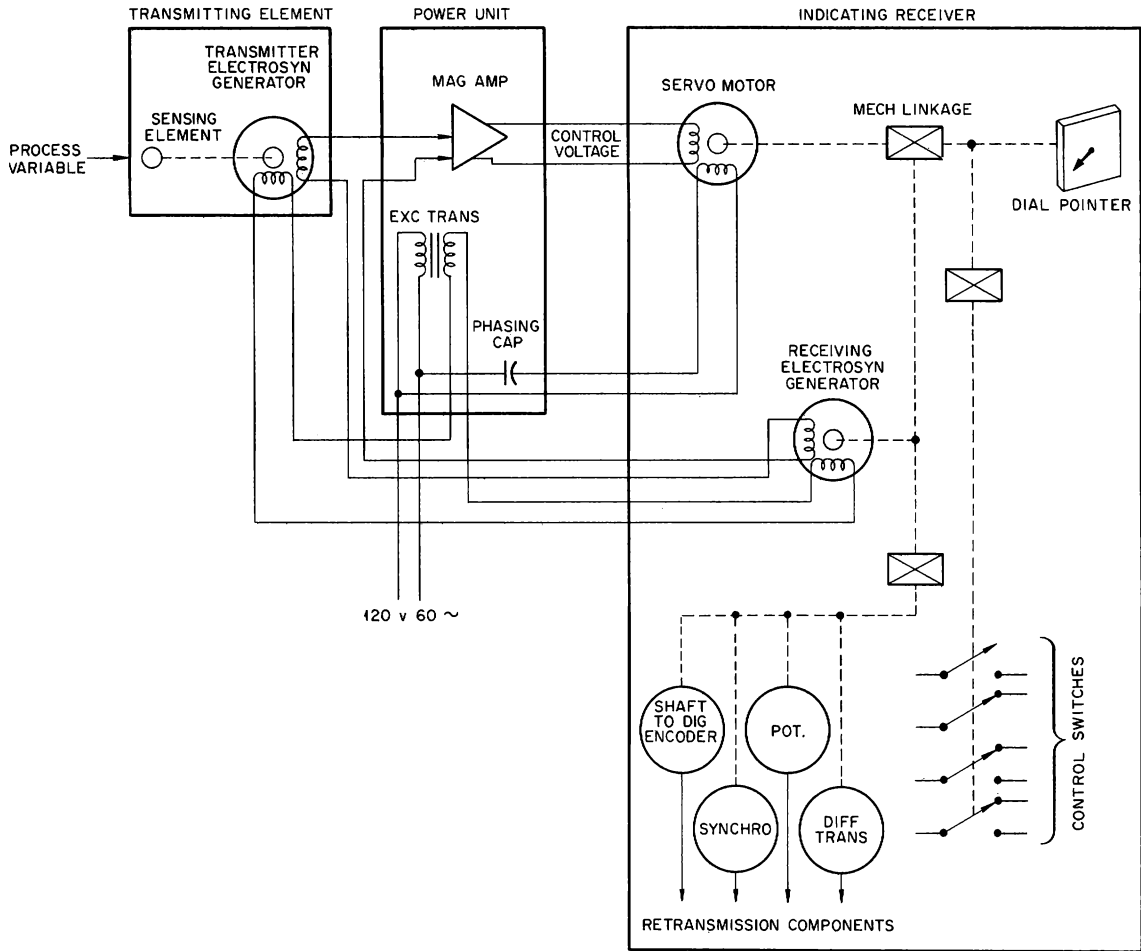 TRANSMITTING ELEMENT
POWER UNIT
INDICATING RECEIVER
TRANSMITTER
ELECTROSYN
GENERATOR
SENSING
ELEMENT
PROCESS
VARIABLE
MAG AMP
CONTROL
VOLTAGE
SERVO MOTOR
MECH LINKAGE
DIAL POINTER
EXC TRANS
PHASING
CAP
RECEIVING
ELECTROSYN
GENERATOR
120 v 60 ~
SHAFT
TO DIG
ENCODER
POT.
SYNCHRO
DIFF
TRANS
CONTROL SWITCHES
RETRANSMISSION COMPONENTS